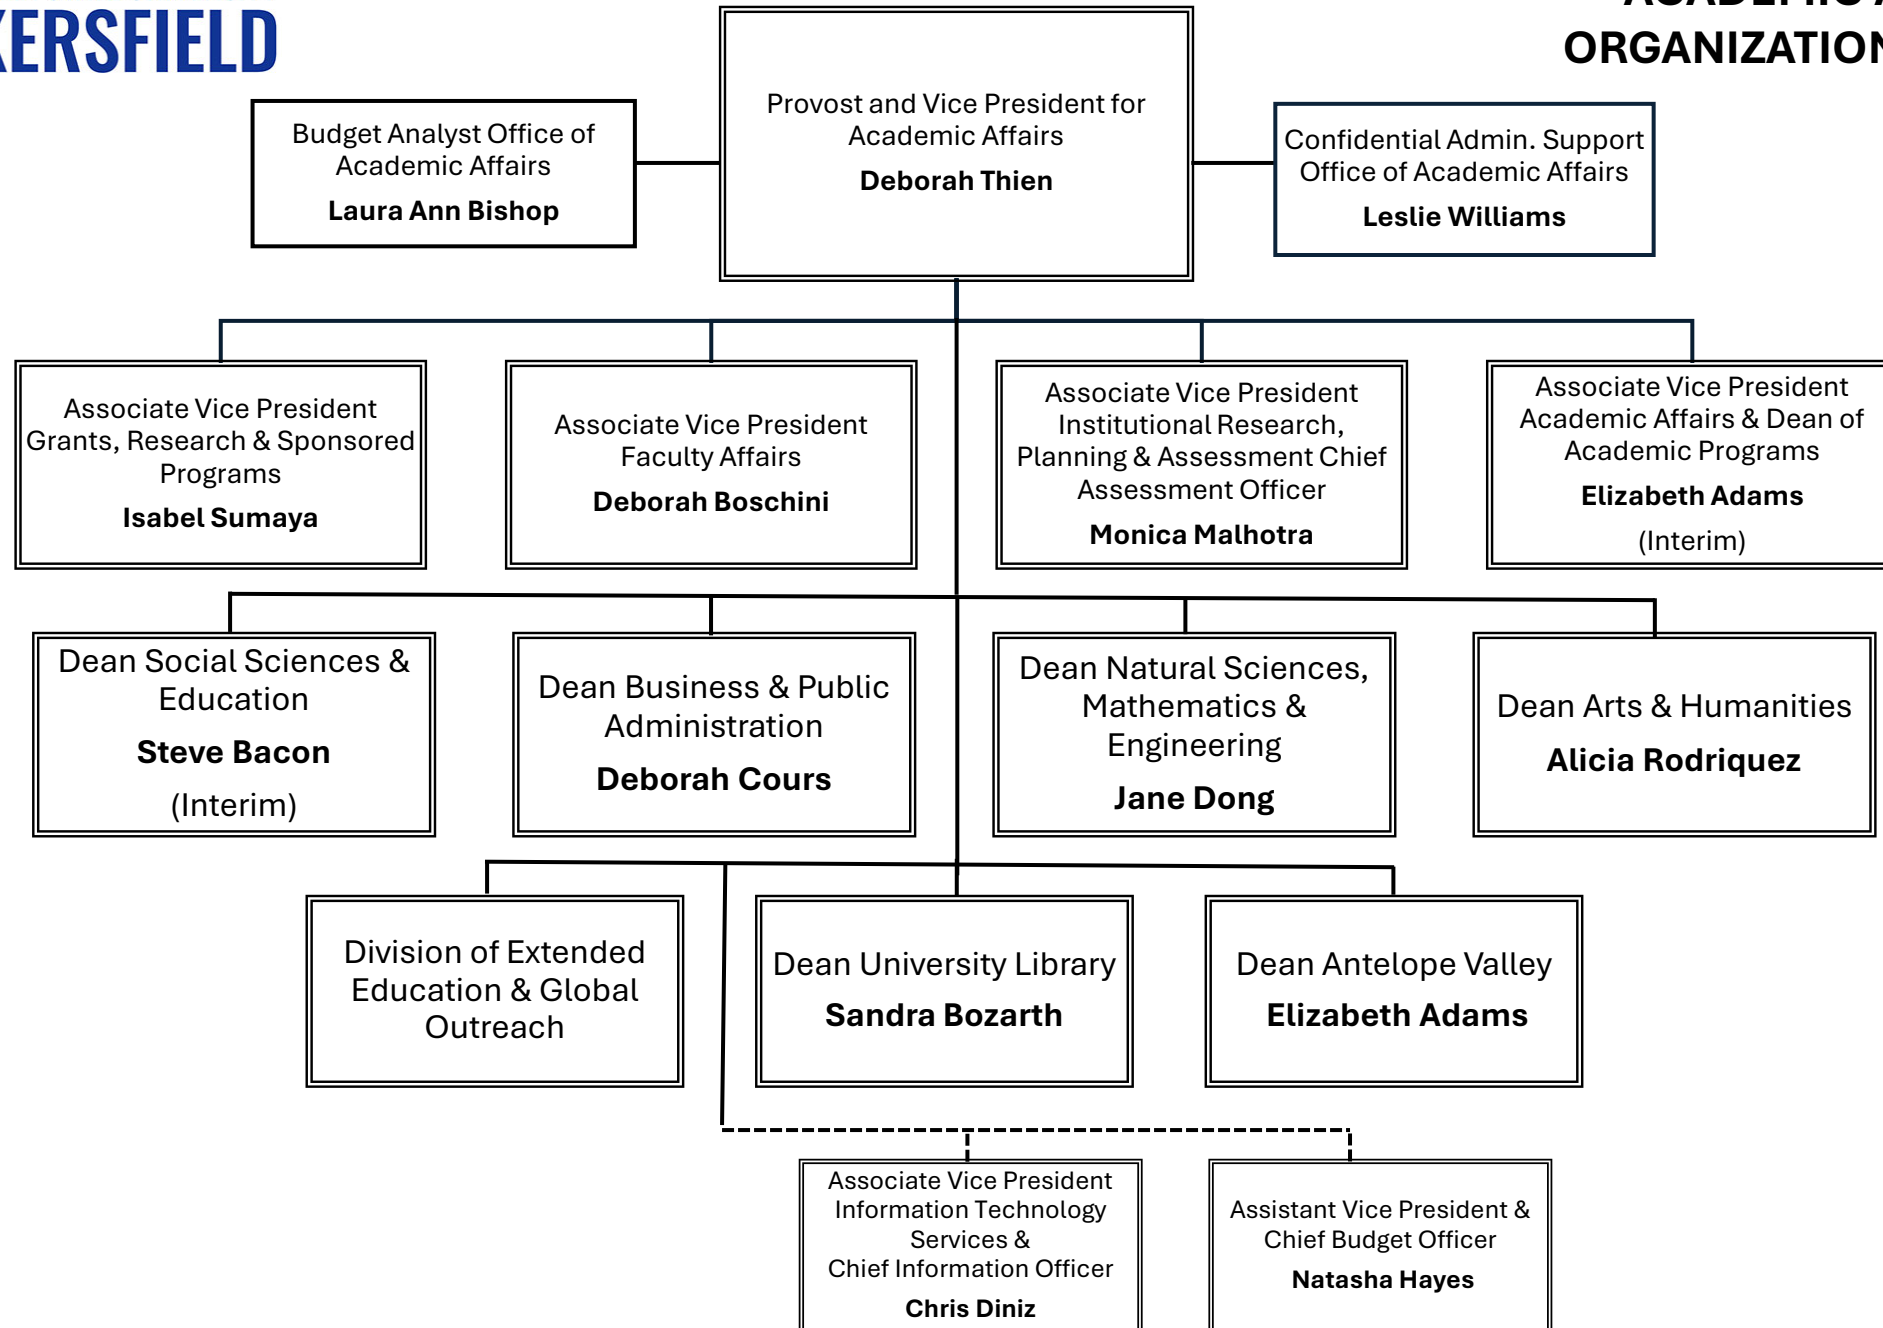 KERSFIELD
ORGANIZATION
Budget Analyst Office of
Academic Affairs
Laura Ann Bishop
Provost and Vice President for
Academic Affairs
Deborah Thien
Confidential Admin. Support
Office of Academic Affairs
Leslie Williams
Associate Vice President
Grants, Research & Sponsored
Programs
Isabel Sumaya
Associate Vice President
Faculty Affairs
Deborah Boschini
Associate Vice President
Institutional Research,
Planning & Assessment Chief
Assessment Officer
Monica Malhotra
Associate Vice President
Academic Affairs & Dean of
Academic Programs
Elizabeth Adams
(Interim)
Dean Social Sciences &
Education
Steve Bacon
(Interim)
Dean Business & Public
Administration
Deborah Cours
Dean Natural Sciences,
Mathematics &
Engineering
Jane Dong
Dean Arts & Humanities
Alicia Rodriquez
Division of Extended
Education & Global
Outreach
Dean University Library
Sandra Bozarth
Dean Antelope Valley
Elizabeth Adams
Associate Vice President
Information Technology
Services &
Chief Information Officer
Chris Diniz
Assistant Vice President &
Chief Budget Officer
Natasha Hayes